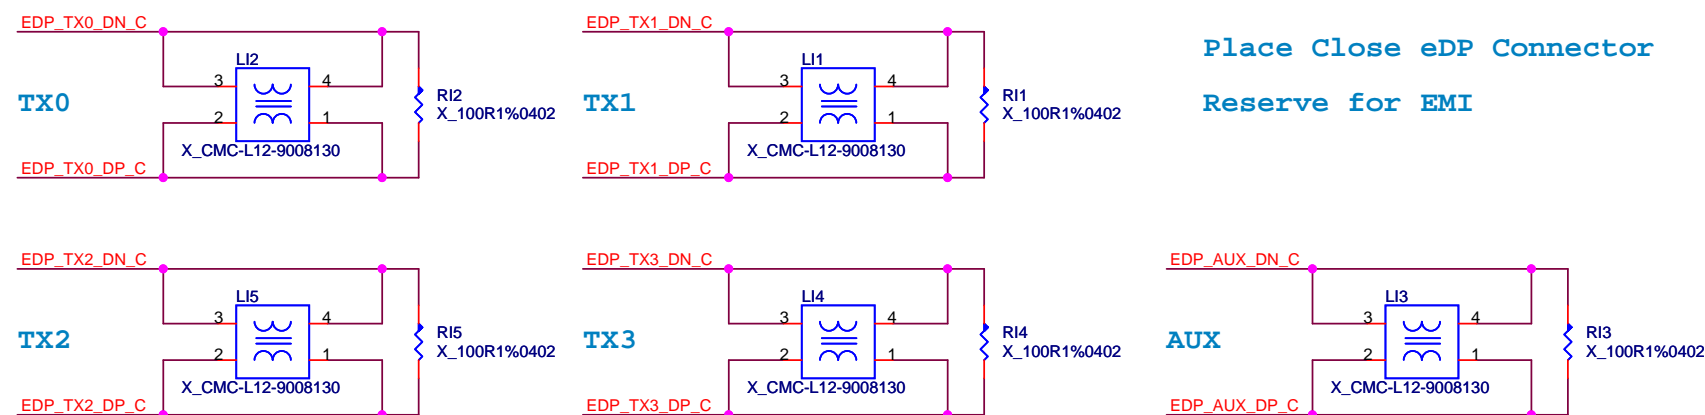 EDP_TX0_DN_C
LI2
3
4
TX0
RI2
X_100R1%0402
2
1
X_CMC-L12-9008130
EDP_TX0_DP_C
EDP_TX1_DN_C
LI1
3
4
TX1
RI1
X_100R1%0402
2
1
X_CMC-L12-9008130
EDP_TX1_DP_C
Place Close eDP Connector
Reserve for EMI
EDP_TX2_DN_C
LI5
3
4
TX2
RI5
X_100R1%0402
2
1
X_CMC-L12-9008130
EDP_TX2_DP_C
EDP_TX3_DN_C
LI4
3
4
TX3
RI4
X_100R1%0402
2
1
X_CMC-L12-9008130
EDP_TX3_DP_C
EDP_AUX_DN_C
LI3
3
4
AUX
RI3
X_100R1%0402
2
1
X_CMC-L12-9008130
EDP_AUX_DP_C